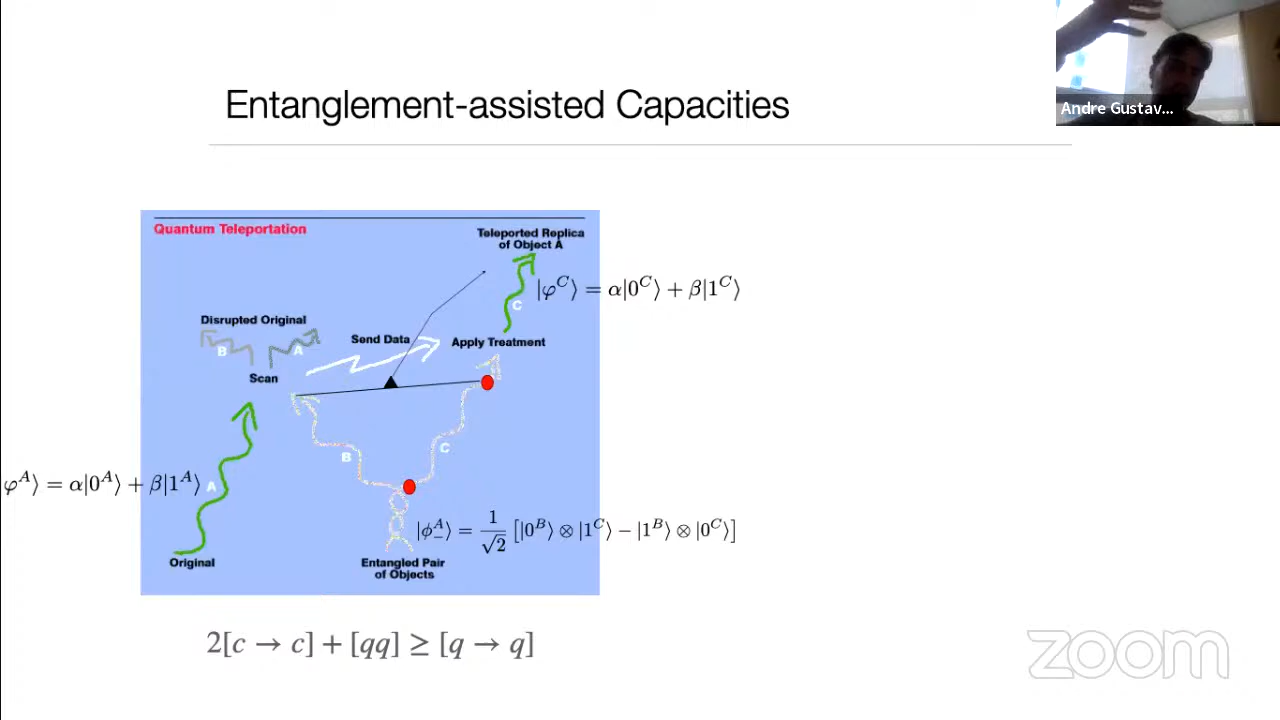 Entanglement-assisted Capacities
Andre Gustav...
Quantum Teleportation
Teleported Replica
of Object A
|φ^C⟩ = α|0^C⟩ + β|1^C⟩
C
Disrupted Original
B
A
Send Data
Apply Treatment
Scan
B
C
φ^A⟩ = α|0^A⟩ + β|1^A⟩
A
|ϕ_-^A⟩ = 1/√2 [|0^B⟩ ⊗ |1^C⟩ − |1^B⟩ ⊗ |0^C⟩]
Original
Entangled Pair
of Objects
2[c → c] + [qq] ≥ [q → q]
zoom